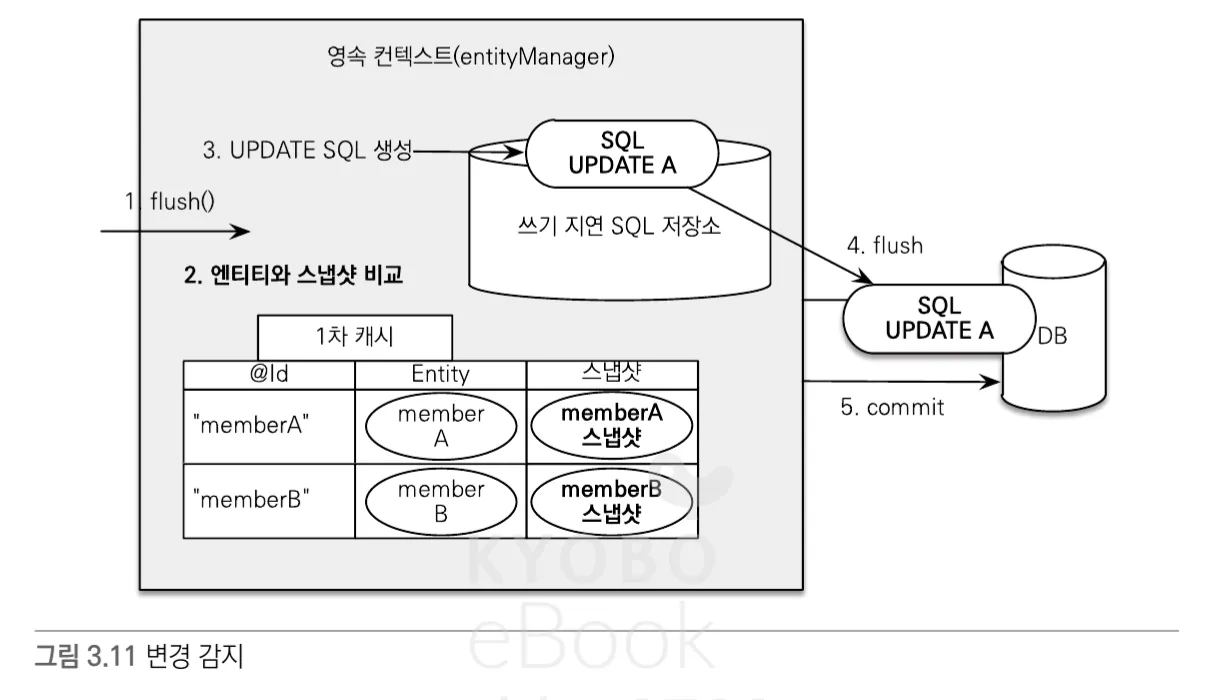 영속 컨텍스트(entityManager)
3. UPDATE SQL 생성
SQL
UPDATE A
쓰기 지연 SQL 저장소
1. flush()
2. 엔티티와 스냅샷 비교
4. flush
SQL
UPDATE A
DB
5. commit
1차 캐시
@Id Entity 스냅샷
"memberA" member
A memberA
스냅샷
"memberB" member
B memberB
스냅샷
KYOBO
eBook
그림 3.11 변경 감지